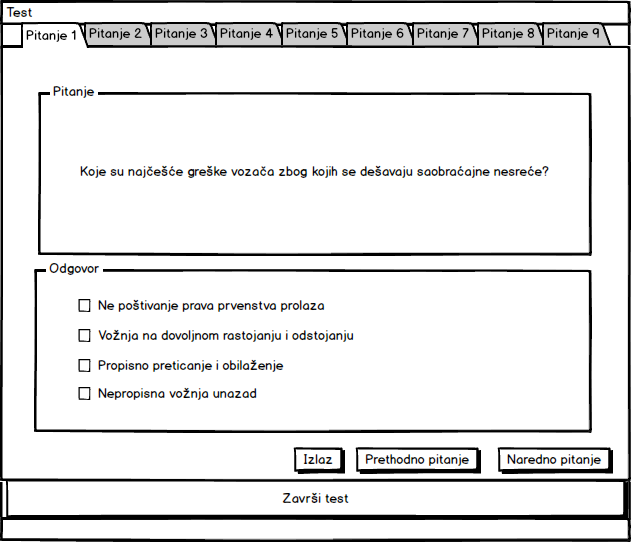 Test
Pitanje 1 Pitanje 2 Pitanje 3 Pitanje 4 Pitanje 5 Pitanje 6 Pitanje 7 Pitanje 8 Pitanje 9
Pitanje
Koje su najčešće greške vozača zbog kojih se dešavaju saobraćajne nesreće?
Odgovor
Ne poštivanje prava prvenstva prolaza
Vožnja na dovoljnom rastojanju i odstojanju
Propisno preticanje i obilaženje
Nepropisna vožnja unazad
Izlaz Prethodno pitanje Naredno pitanje
Završi test